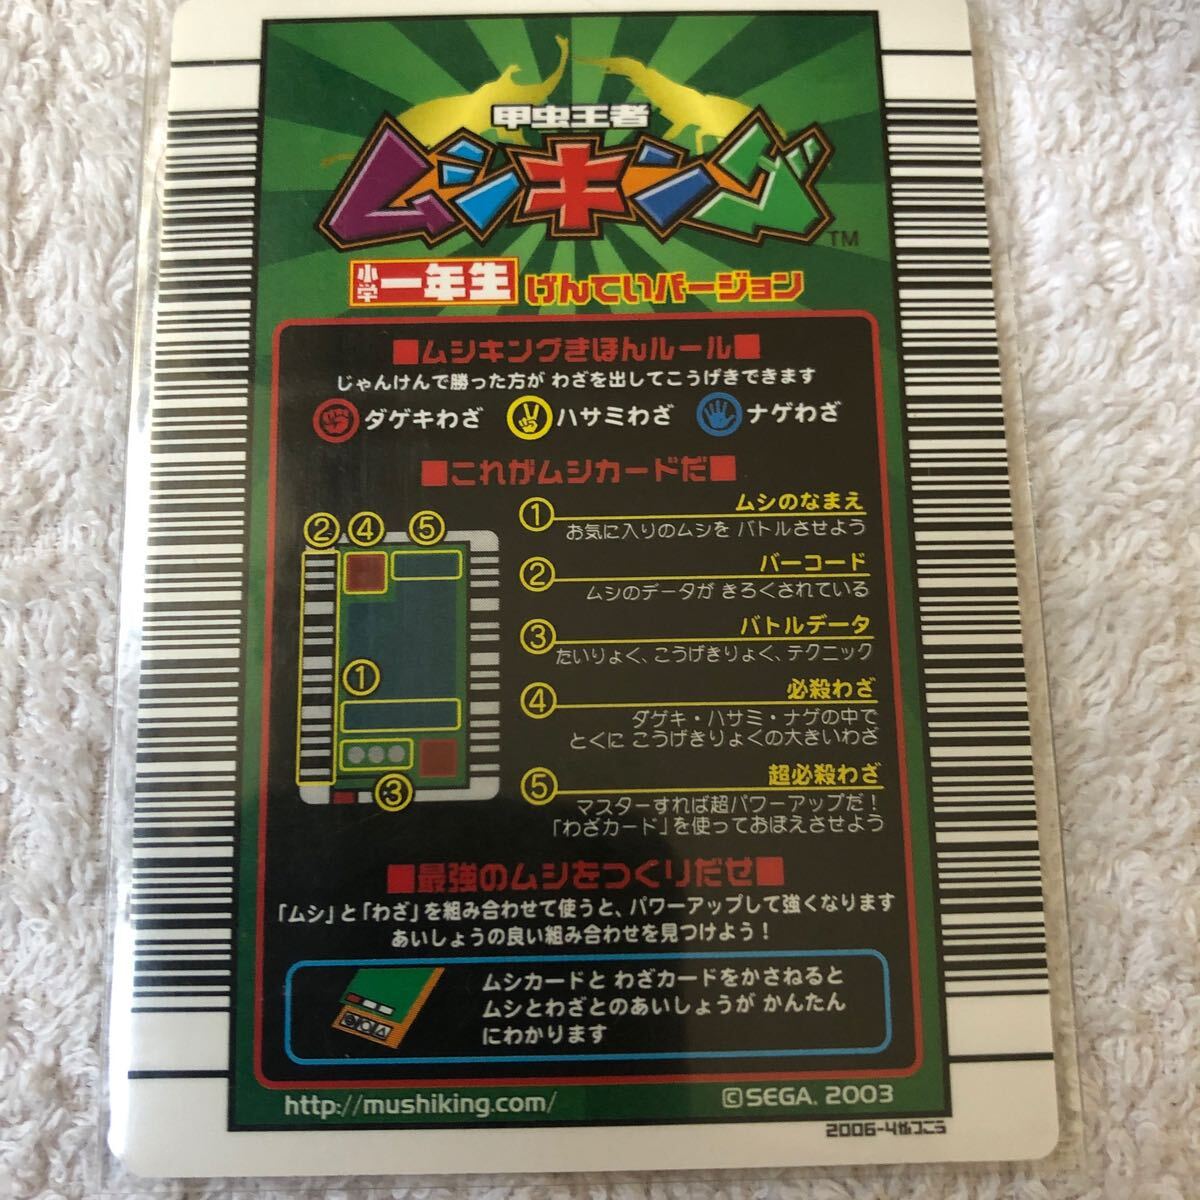 甲虫王者
ムシキング
TM
小学一年生 げんていバージョン
■ムシキングきほんルール■
じゃんけんで勝った方が わざを出してこうげきできます
ダゲキわざ ハサミわざ ナゲわざ
■これがムシカードだ■
② ④ ⑤
①
③
① ムシのなまえ
お気に入りのムシを バトルさせよう
② バーコード
ムシのデータが きろくされている
③ バトルデータ
たいりょく、こうげきりょく、テクニック
④ 必殺わざ
ダゲキ・ハサミ・ナゲの中で
とくに こうげきりょくの大きいわざ
⑤ 超必殺わざ
マスターすれば超パワーアップだ!
「わざカード」を使っておぼえさせよう
■最強のムシをつくりだせ■
「ムシ」と「わざ」を組み合わせて使うと、パワーアップして強くなります
あいしょうの良い組み合わせを見つけよう!
ムシカードと わざカードをかさねると
ムシとわざとのあいしょうが かんたん
にわかります
http://mushiking.com/
©SEGA, 2003
2006-4がつごう